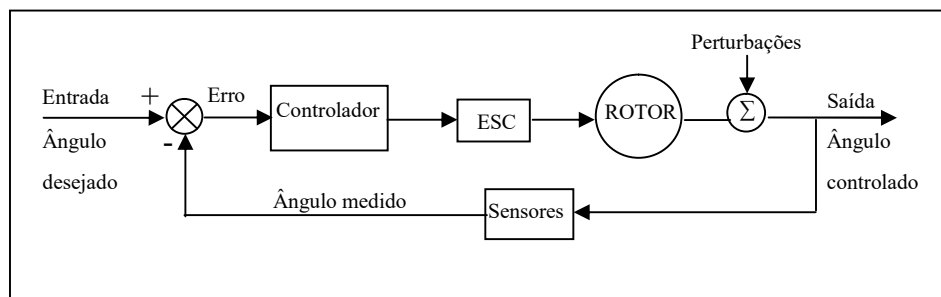 Perturbações
Entrada
+
Erro
Controlador
ESC
ROTOR
Σ
Saída
Ângulo
desejado
-
Ângulo
controlado
Ângulo medido
Sensores